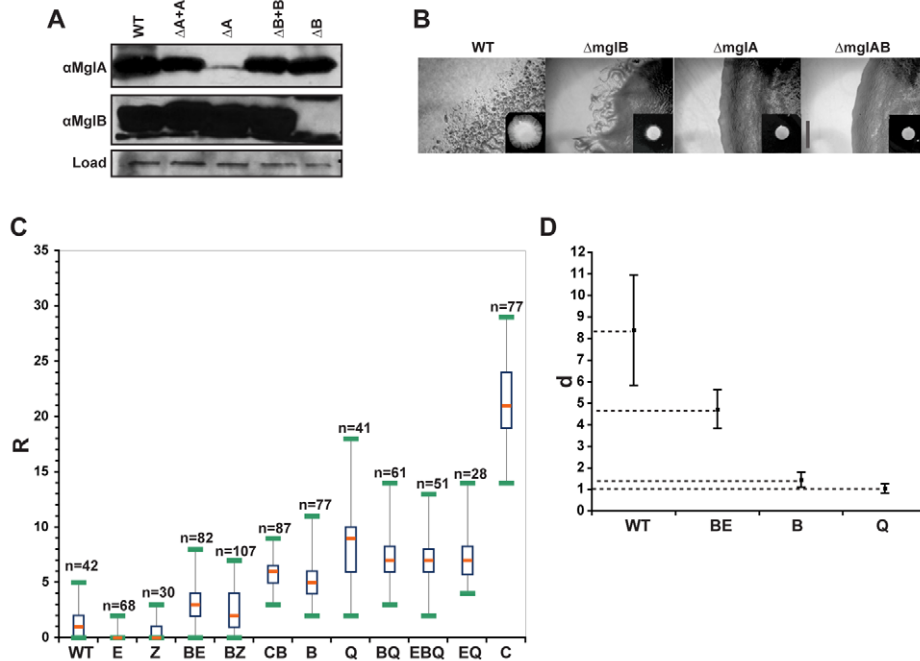 A
WT
ΔA+A
ΔA
ΔB+B
ΔB
αMglA
αMglB
Load
B
WT
ΔmglB
ΔmglA
ΔmglAB
C
R
35
30
25
20
15
10
5
0
n=42
n=68
n=30
n=82
n=107
n=87
n=77
n=41
n=61
n=51
n=28
n=77
WT E Z BE BZ CB B Q BQ EBQ EQ C
D
d
12
11
10
9
8
7
6
5
4
3
2
1
0
WT BE B Q